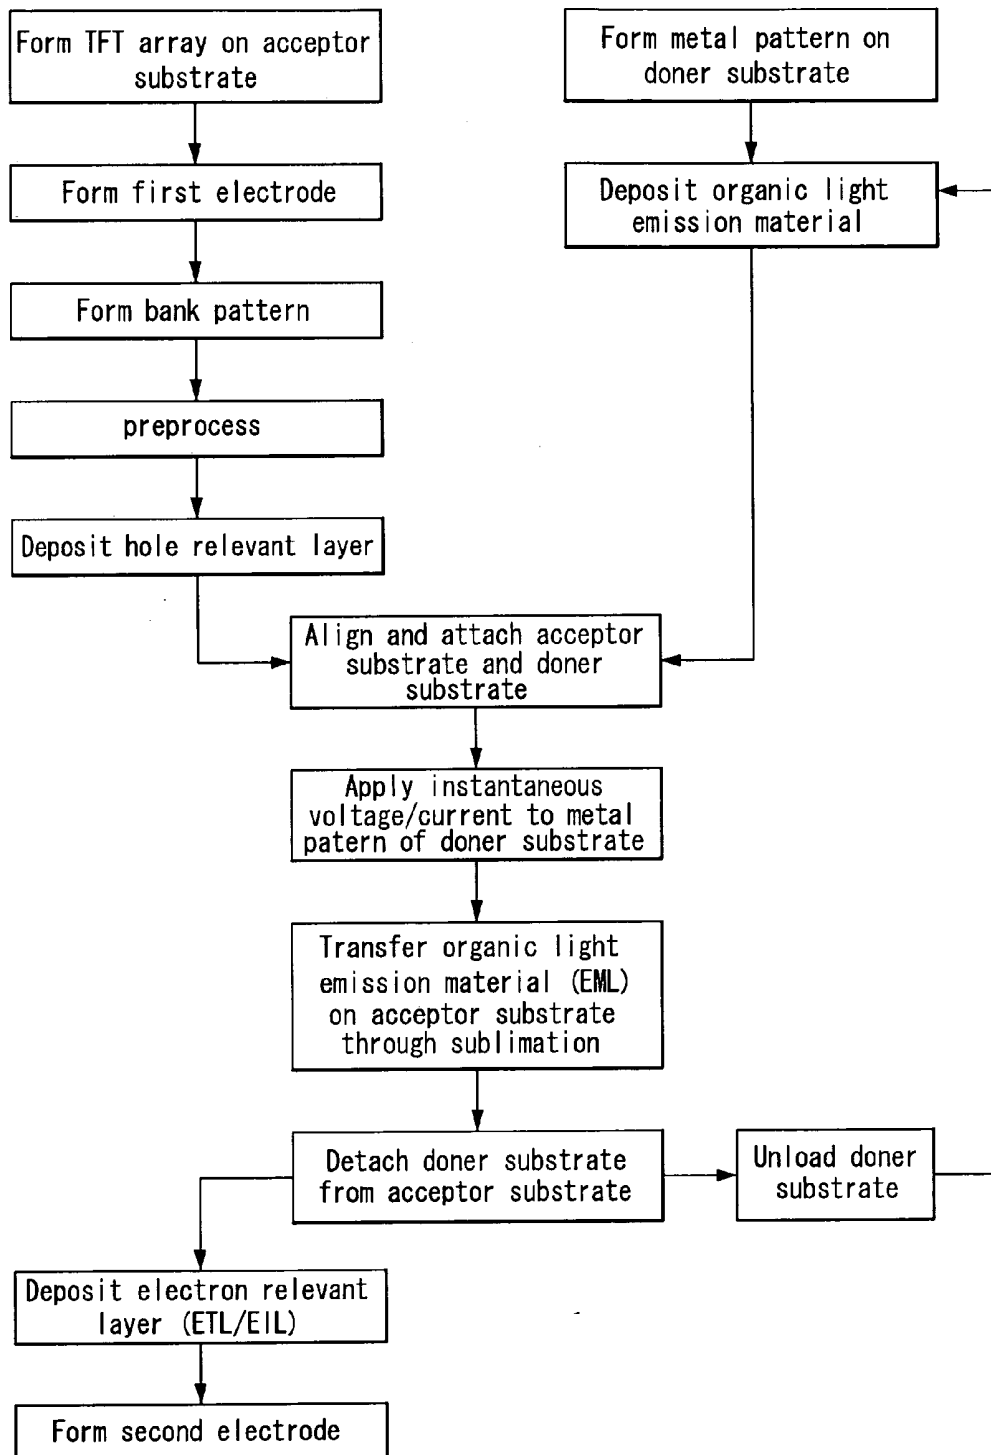 Form TFT array on acceptor
substrate
Form metal pattern on
doner substrate
Form first electrode
Deposit organic light
emission material
Form bank pattern
preprocess
Deposit hole relevant layer
Align and attach acceptor
substrate and doner
substrate
Apply instantaneous
voltage/current to metal
patern of doner substrate
Transfer organic light
emission material (EML)
on acceptor substrate
through sublimation
Detach doner substrate
from acceptor substrate
Unload doner
substrate
Deposit electron relevant
layer (ETL/EIL)
Form second electrode